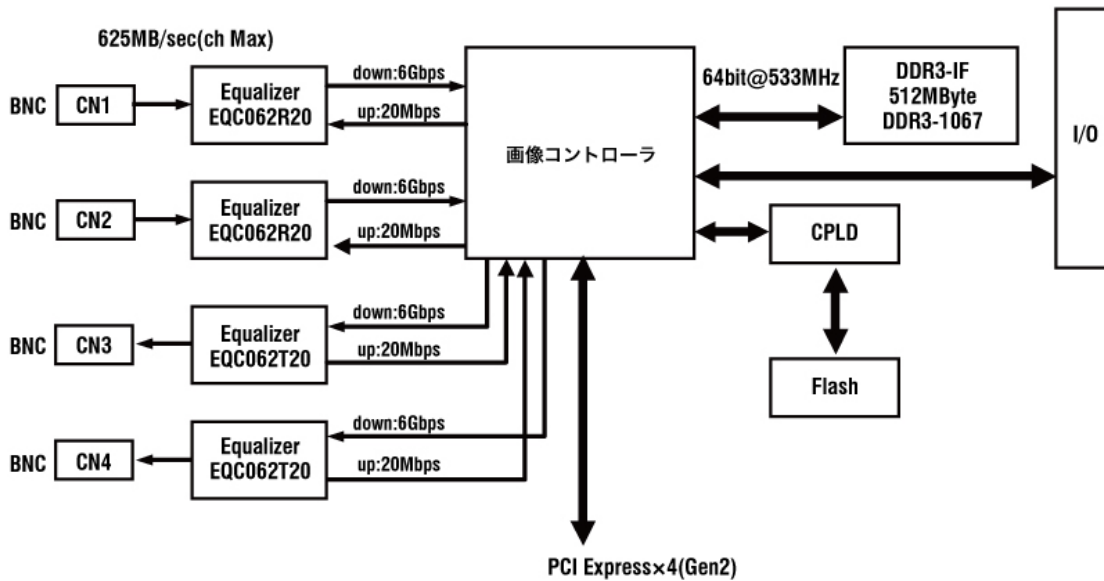 625MB/sec(ch Max)
BNC
CN1
Equalizer
EQC062R20
down:6Gbps
up:20Mbps
BNC
CN2
Equalizer
EQC062R20
down:6Gbps
up:20Mbps
BNC
CN3
Equalizer
EQC062T20
down:6Gbps
up:20Mbps
BNC
CN4
Equalizer
EQC062T20
down:6Gbps
up:20Mbps
画像コントローラ
64bit@533MHz
DDR3-IF
512MByte
DDR3-1067
I/O
CPLD
Flash
PCI Express×4(Gen2)